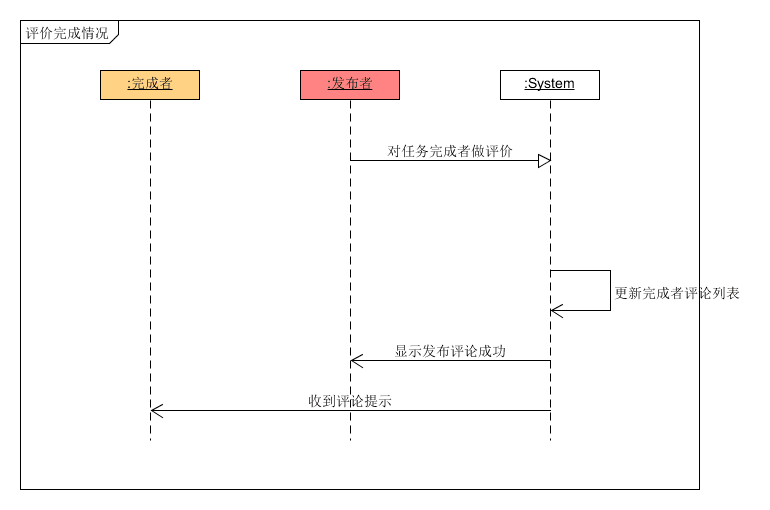 评价完成情况
:完成者
:发布者
:System
对任务完成者做评价
更新完成者评论列表
显示发布评论成功
收到评论提示